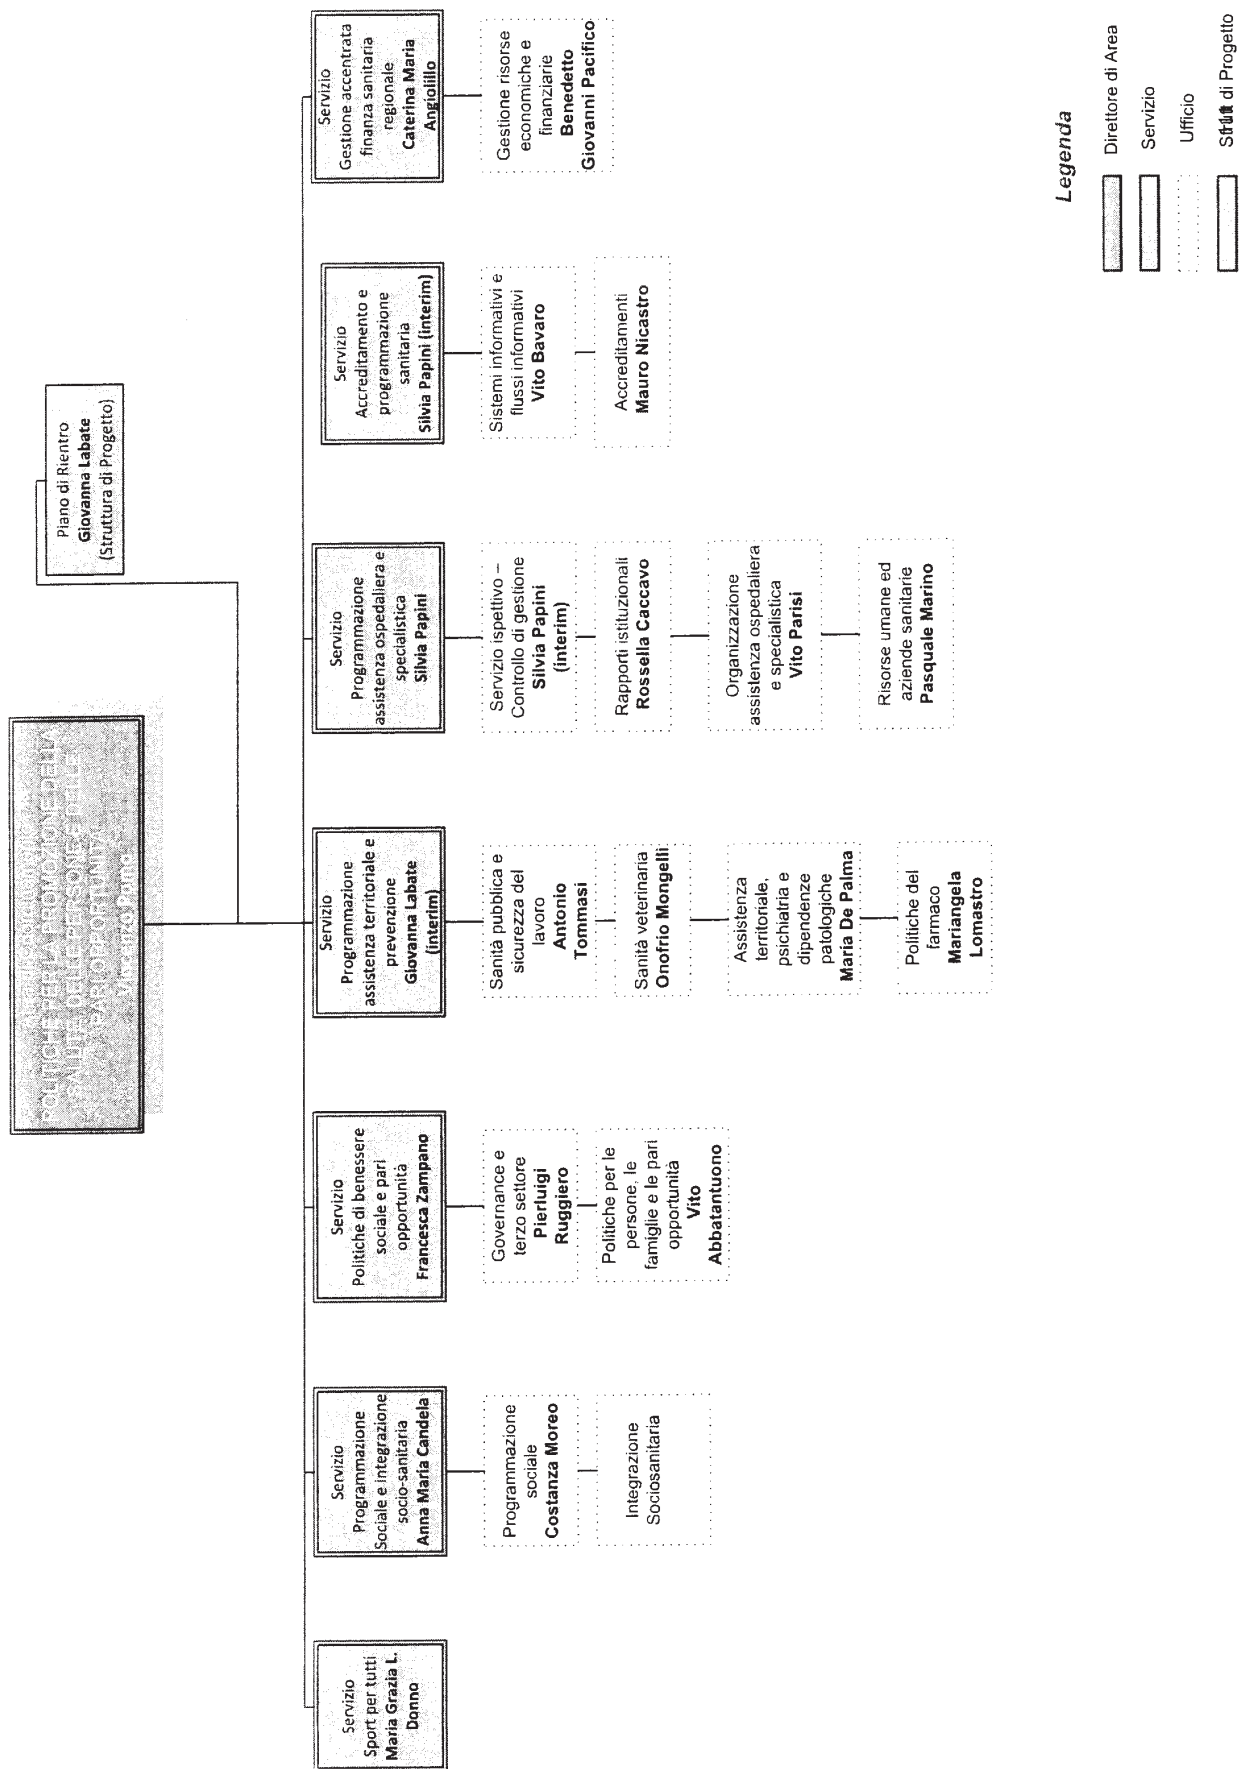 POLITICHE PER LA PROMOZIONE DELLA
SALUTE DELLE PERSONE E DELLE
PARI OPPORTUNITA'
Piano di Rientro
Giovanna Labate
(Struttura di Progetto)
Servizio
Sport per tutti
Maria Grazia L.
Donno
Servizio
Programmazione
Sociale e integrazione
socio-sanitaria
Anna Maria Candela
Programmazione
sociale
Costanza Moreo
Integrazione
Sociosanitaria
Servizio
Politiche di benessere
sociale e pari
opportunità
Francesca Zampano
Governance e
terzo settore
Pierluigi
Ruggiero
Politiche per le
persone, le
famiglie e le pari
opportunità
Vito
Abbatantuono
Servizio
Programmazione
assistenza territoriale e
prevenzione
Giovanna Labate
(interim)
Sanità pubblica e
sicurezza del
lavoro
Antonio
Tommasi
Sanità veterinaria
Onofrio Mongelli
Assistenza
territoriale,
psichiatria e
dipendenze
patologiche
Maria De Palma
Politiche del
farmaco
Mariangela
Lomastro
Servizio
Programmazione
assistenza ospedaliera e
specialistica
Silvia Papini
Servizio ispettivo –
Controllo di gestione
Silvia Papini
(interim)
Rapporti istituzionali
Rossella Caccavo
Organizzazione
assistenza ospedaliera
e specialistica
Vito Parisi
Risorse umane ed
aziende sanitarie
Pasquale Marino
Servizio
Accreditamento e
programmazione
sanitaria
Silvia Papini (interim)
Sistemi informativi e
flussi informativi
Vito Bavaro
Accreditamenti
Mauro Nicastro
Servizio
Gestione accentrata
finanza sanitaria
regionale
Caterina Maria
Angiolillo
Gestione risorse
economiche e
finanziarie
Benedetto
Giovanni Pacifico
Legenda
Direttore di Area
Servizio
Ufficio
di Progetto